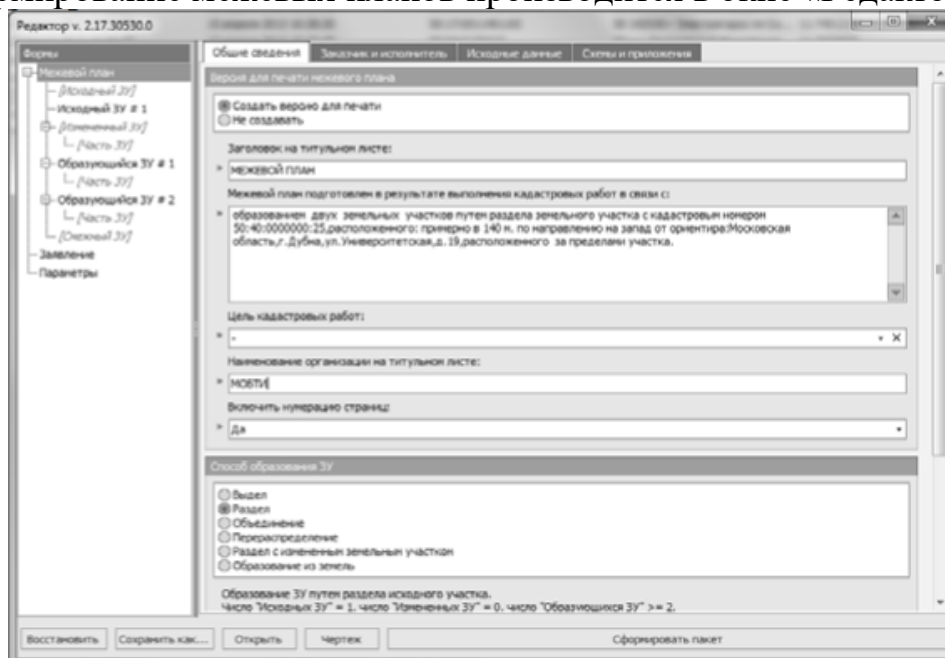 мирование межевых планов производится в окне «Редакто
Редактор v. 2.17.30530.0
Формы
Межевой план
[Исходный ЗУ]
Исходный ЗУ # 1
[Измененный ЗУ]
[Часть ЗУ]
Образующийся ЗУ # 1
[Часть ЗУ]
Образующийся ЗУ # 2
[Часть ЗУ]
[Смежный ЗУ]
Заявление
Параметры
Общие сведения Заказчик и исполнитель Исходные данные Схемы и приложения
Версия для печати межевого плана
Создать версию для печати
Не создавать
Заголовок на титульном листе:
» МЕЖЕВОЙ ПЛАН
Межевой план подготовлен в результате выполнения кадастровых работ в связи с:
» образованием двух земельных участков путем раздела земельного участка с кадастровым номером
50:40:0000000:25,расположенного: примерно в 140 м. по направлению на запад от ориентира:Московская
область,г.Дубна,ул.Университетская,д.19,расположенного за пределами участка.
Цель кадастровых работ:
» -
Наименование организации на титульном листе:
» МОБТИ
Включить нумерацию страниц:
» Да
Способ образования ЗУ
Выдел
Раздел
Объединение
Перераспределение
Раздел с измененным земельным участком
Образование из земель
Образование ЗУ путем раздела исходного участка.
Число "Исходных ЗУ" = 1, число "Измененных ЗУ" = 0, число "Образующихся ЗУ" >= 2.
Восстановить Сохранить как... Открыть Чертеж Сформировать пакет